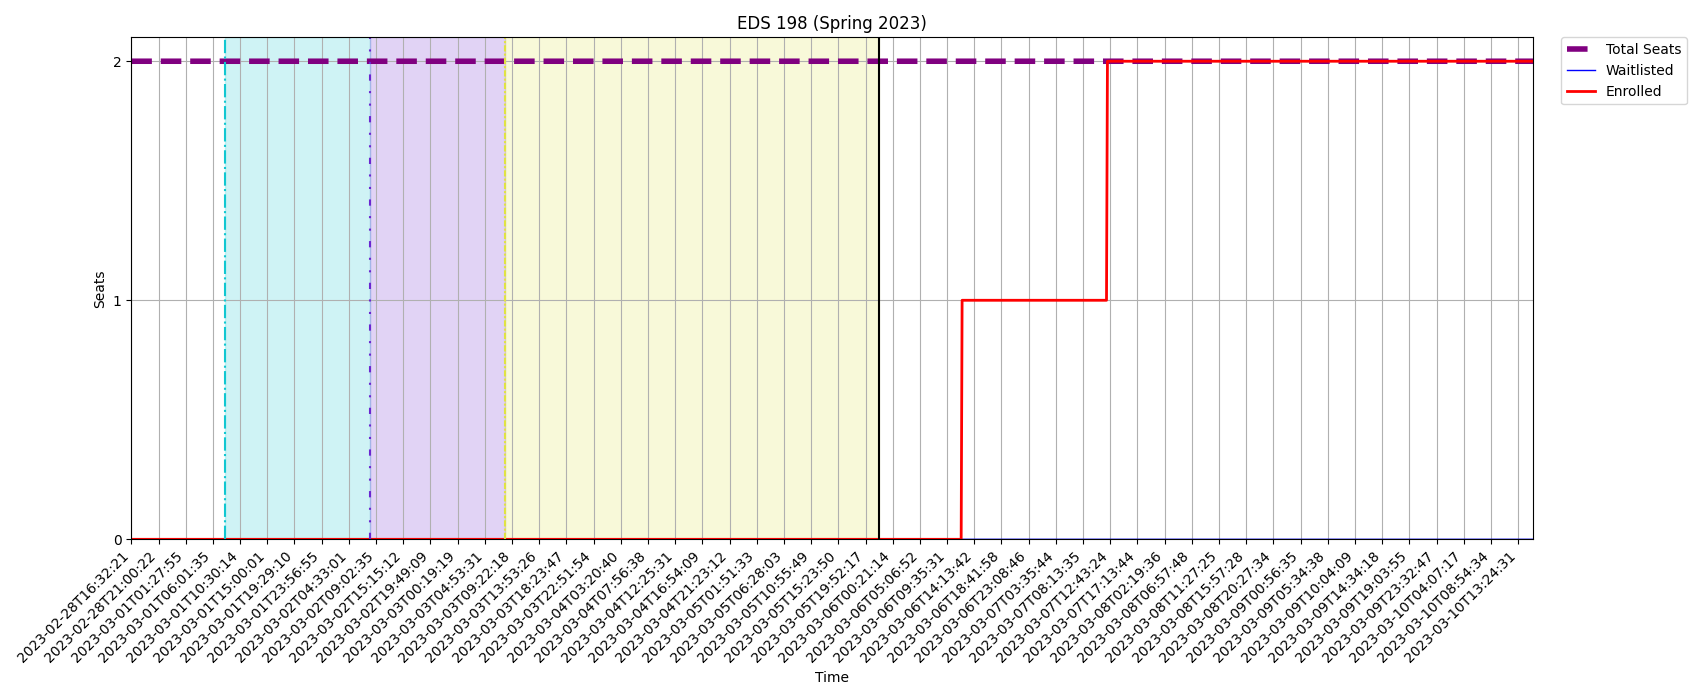 EDS 198 (Spring 2023)
Total Seats
Waitlisted
Enrolled
Seats
2
1
0
2023-02-28T16:32:21
2023-02-28T21:00:22
2023-03-01T01:27:55
2023-03-01T06:01:35
2023-03-01T10:30:14
2023-03-01T15:00:01
2023-03-01T19:29:10
2023-03-01T23:56:55
2023-03-02T04:33:01
2023-03-02T09:02:35
2023-03-02T15:15:12
2023-03-02T19:49:09
2023-03-03T00:19:19
2023-03-03T04:53:31
2023-03-03T09:22:18
2023-03-03T13:53:26
2023-03-03T18:23:47
2023-03-03T22:51:54
2023-03-04T03:20:40
2023-03-04T07:56:38
2023-03-04T12:25:31
2023-03-04T16:54:09
2023-03-04T21:23:12
2023-03-05T01:51:33
2023-03-05T06:28:03
2023-03-05T10:55:49
2023-03-05T15:23:50
2023-03-05T19:52:17
2023-03-06T00:21:14
2023-03-06T05:06:52
2023-03-06T09:35:31
2023-03-06T14:13:42
2023-03-06T18:41:58
2023-03-06T23:08:46
2023-03-07T03:35:44
2023-03-07T08:13:35
2023-03-07T12:43:24
2023-03-07T17:13:44
2023-03-08T02:19:36
2023-03-08T06:57:48
2023-03-08T11:27:25
2023-03-08T15:57:28
2023-03-08T20:27:34
2023-03-09T00:56:35
2023-03-09T05:34:38
2023-03-09T10:04:09
2023-03-09T14:34:18
2023-03-09T19:03:55
2023-03-09T23:32:47
2023-03-10T04:07:17
2023-03-10T08:54:34
2023-03-10T13:24:31
Time